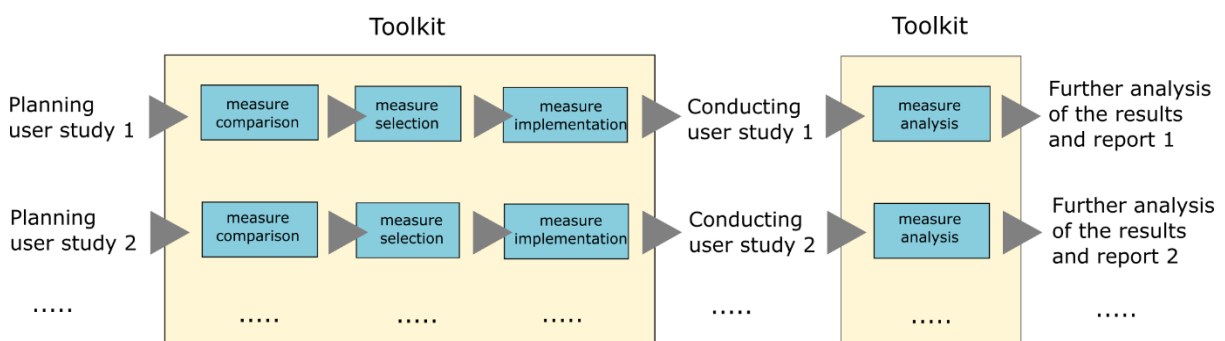 Toolkit
Toolkit
Planning
user study 1
measure
comparison
measure
selection
measure
implementation
Conducting
user study 1
measure
analysis
Further analysis
of the results
and report 1
Planning
user study 2
measure
comparison
measure
selection
measure
implementation
Conducting
user study 2
measure
analysis
Further analysis
of the results
and report 2
.....
.....
.....
.....
.....
.....
.....